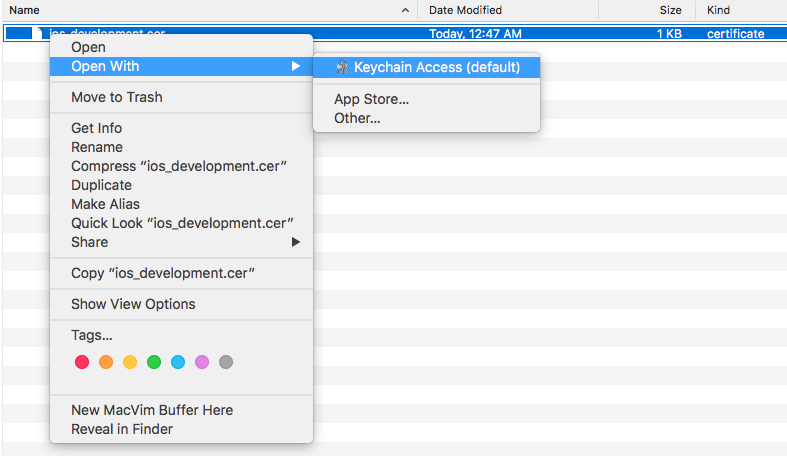 Name Date Modified Size Kind
ios_development.cer Today, 12:47 AM 1 KB certificate
Open
Open With
Keychain Access (default)
App Store...
Other...
Move to Trash
Get Info
Rename
Compress “ios_development.cer”
Duplicate
Make Alias
Quick Look “ios_development.cer”
Share
Copy “ios_development.cer”
Show View Options
Tags...
New MacVim Buffer Here
Reveal in Finder